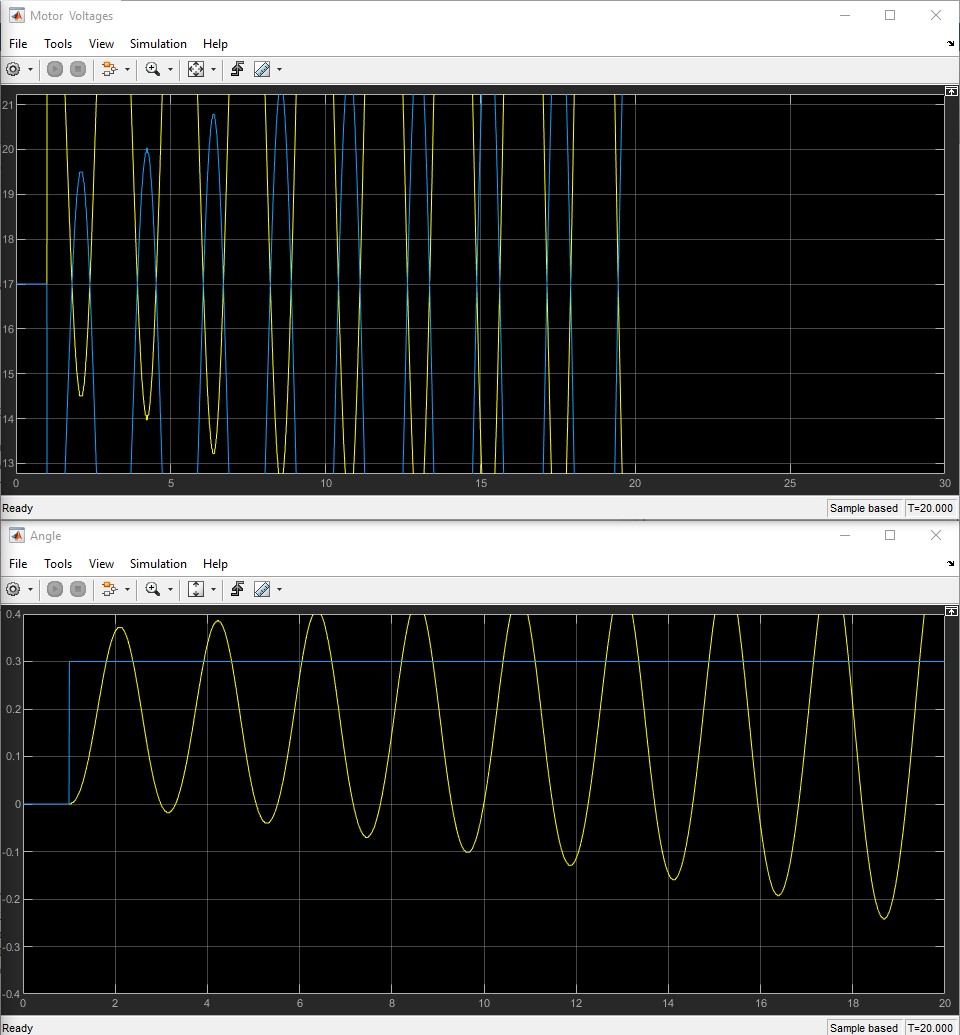 Motor Voltages
File Tools View Simulation Help
21
20
19
18
17
16
15
14
13
0 5 10 15 20 25 30
Ready Sample based T=20.000
Angle
File Tools View Simulation Help
0.4
0.3
0.2
0.1
0
-0.1
-0.2
-0.3
-0.4
0 2 4 6 8 10 12 14 16 18 20
Ready Sample based T=20.000